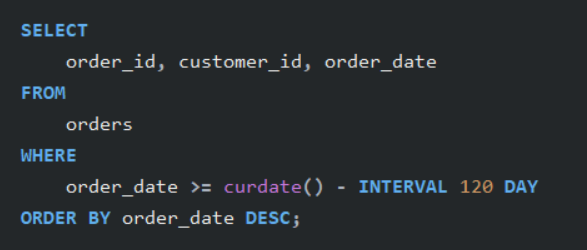 SELECT
order_id, customer_id, order_date
FROM
orders
WHERE
order_date >= curdate() - INTERVAL 120 DAY
ORDER BY order_date DESC;